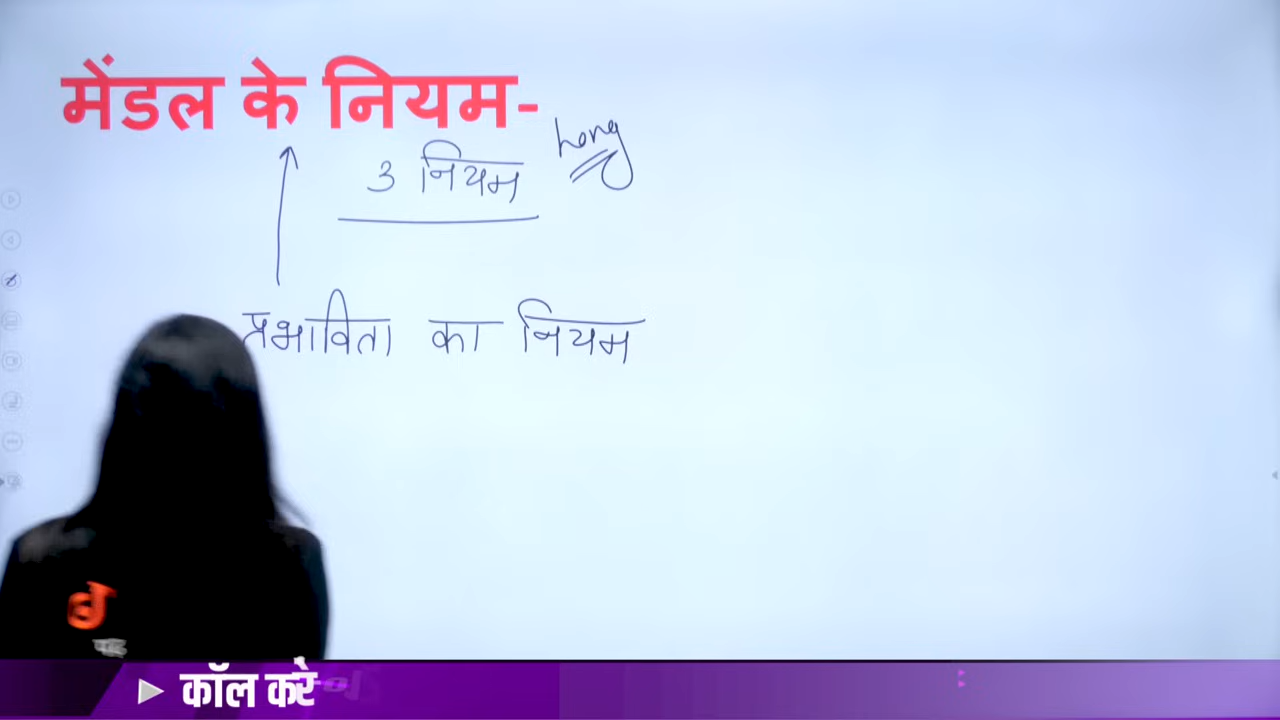 मेंडल के नियम-
3 नियम
Long
प्रभाविता का नियम
कॉल करे